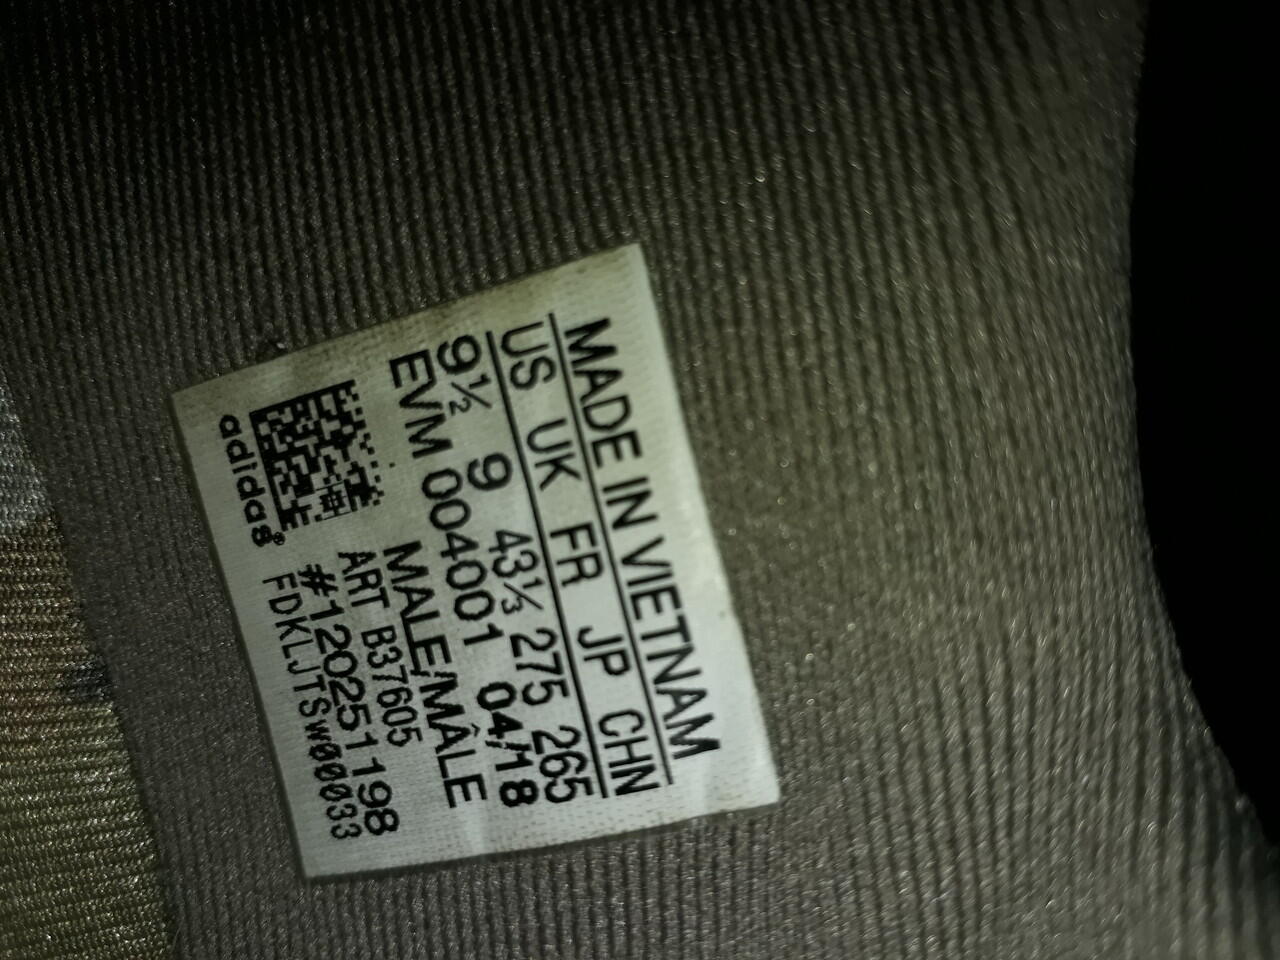 MADE IN VIETNAM
US UK FR JP CHN
9½ 9 43⅓ 275 265
EVM 004001 04/18
MALE/MÂLE
ART B37605
#120251198
FDKLJTSW00033
adidas®